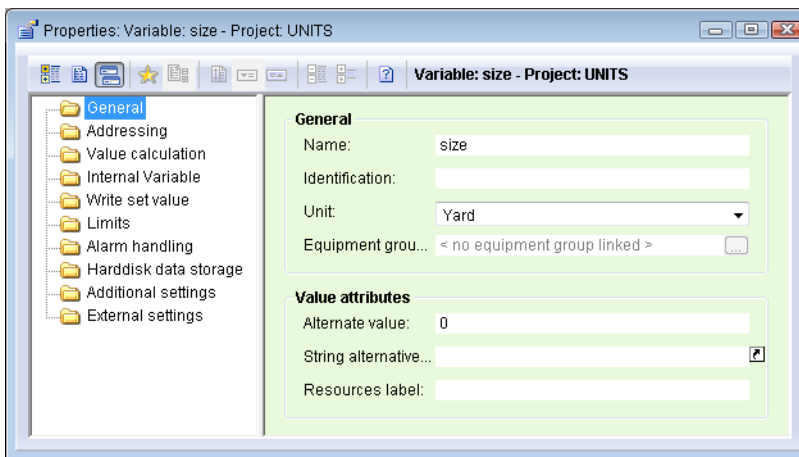 Properties: Variable: size - Project: UNITS
Variable: size - Project: UNITS
General
Addressing
Value calculation
Internal Variable
Write set value
Limits
Alarm handling
Harddisk data storage
Additional settings
External settings
General
Name: size
Identification:
Unit: Yard
Equipment grou... < no equipment group linked > ...
Value attributes
Alternate value: 0
String alternative...
Resources label: